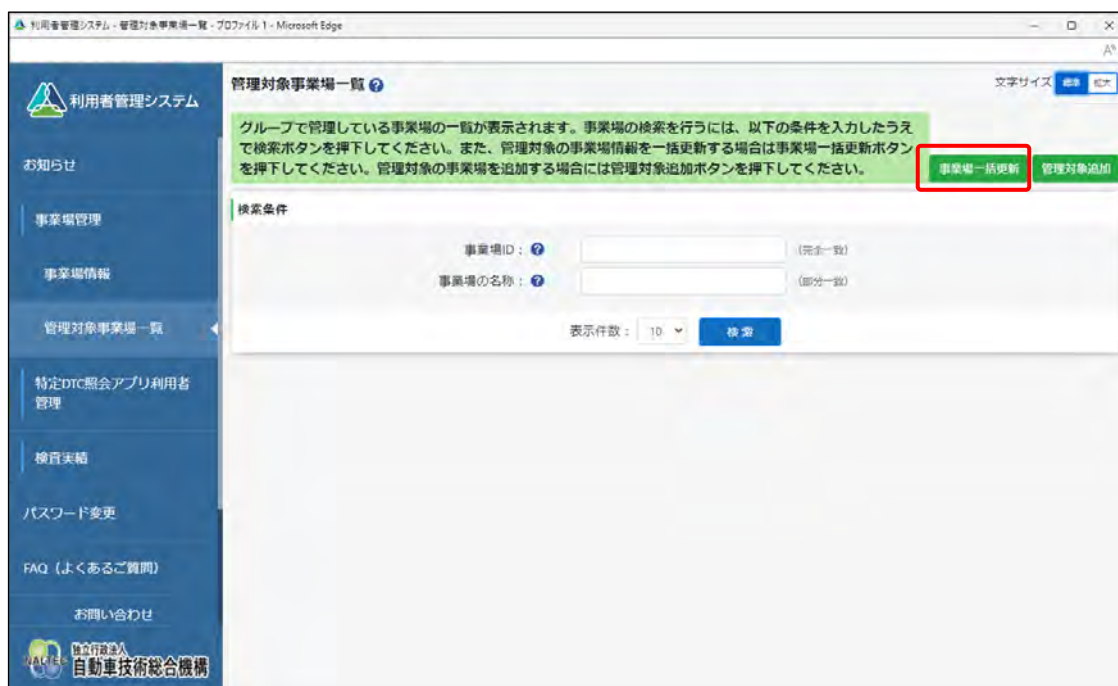 利用者管理システム - 管理対象事業場一覧 - プロファイル 1 - Microsoft Edge
利用者管理システム
管理対象事業場一覧
文字サイズ 標準 拡大
グループで管理している事業場の一覧が表示されます。事業場の検索を行うには、以下の条件を入力したうえ
で検索ボタンを押下してください。また、管理対象の事業場情報を一括更新する場合は事業場一括更新ボタン
を押下してください。管理対象の事業場を追加する場合には管理対象追加ボタンを押下してください。
事業場一括更新 管理対象追加
検索条件
事業場ID： (完全一致)
事業場の名称： (部分一致)
表示件数： 10 検索
お知らせ
事業場管理
事業場情報
管理対象事業場一覧
特定DTC照会アプリ利用者
管理
検査実績
パスワード変更
FAQ（よくあるご質問）
お問い合わせ
独立行政法人
自動車技術総合機構